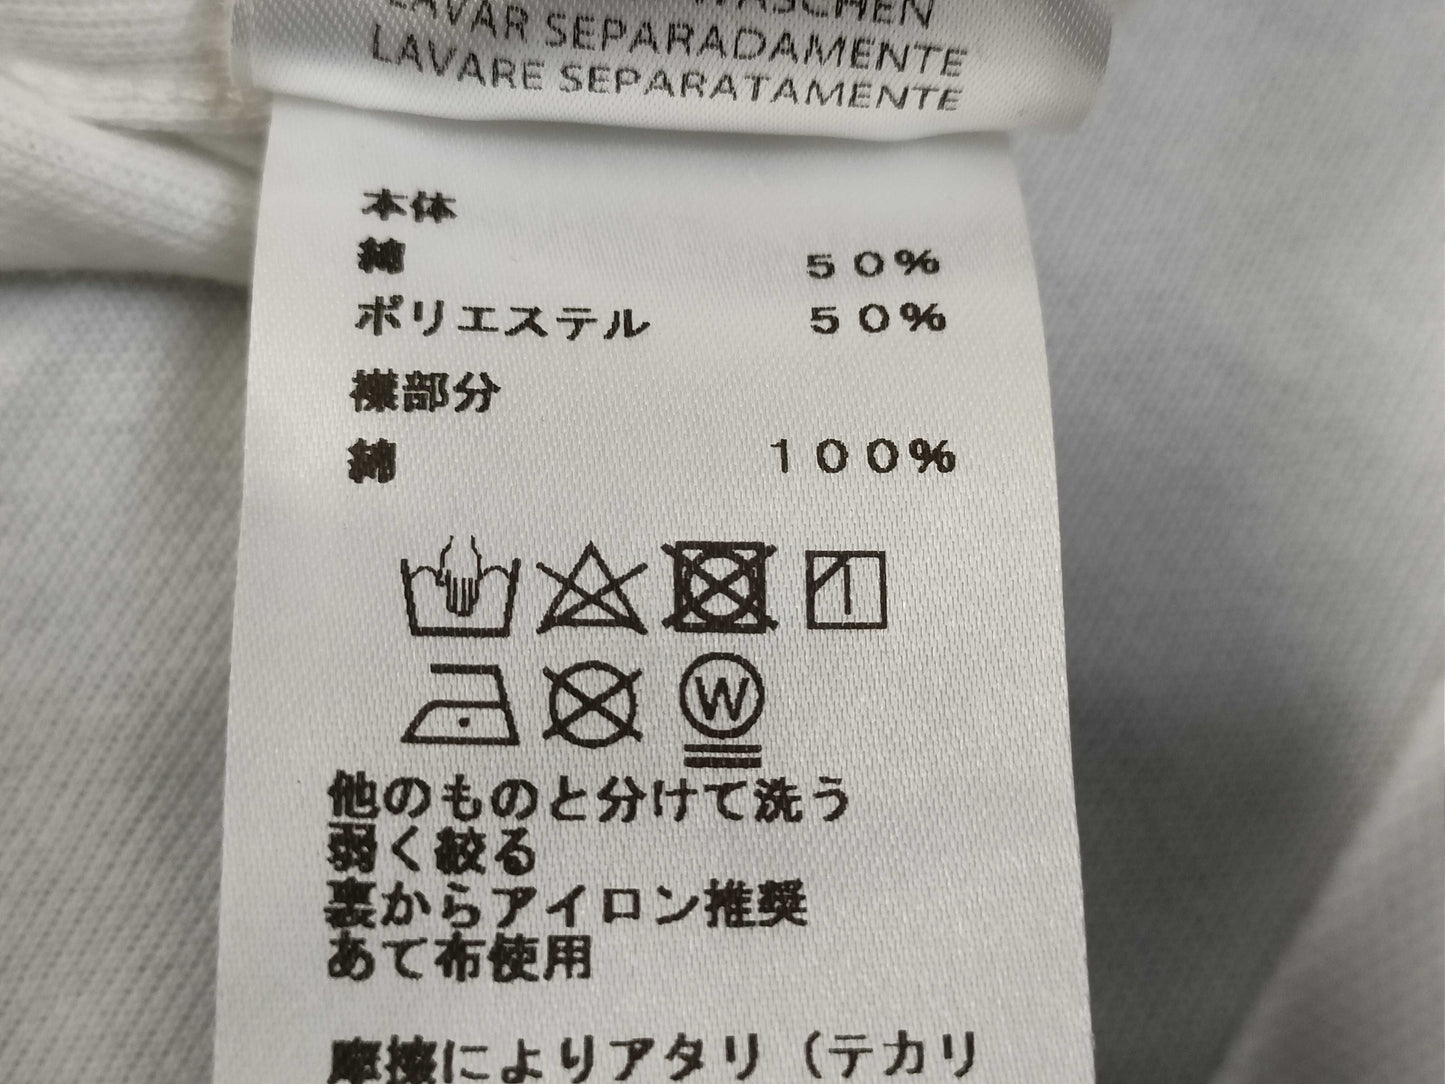 WASCHEN
LAVAR SEPARADAMENTE
LAVARE SEPARATAMENTE
本体
綿 50%
ポリエステル 50%
襟部分
綿 100%
W
他のものと分けて洗う
弱く絞る
裏からアイロン推奨
あて布使用
摩擦によりアタリ（テカリ